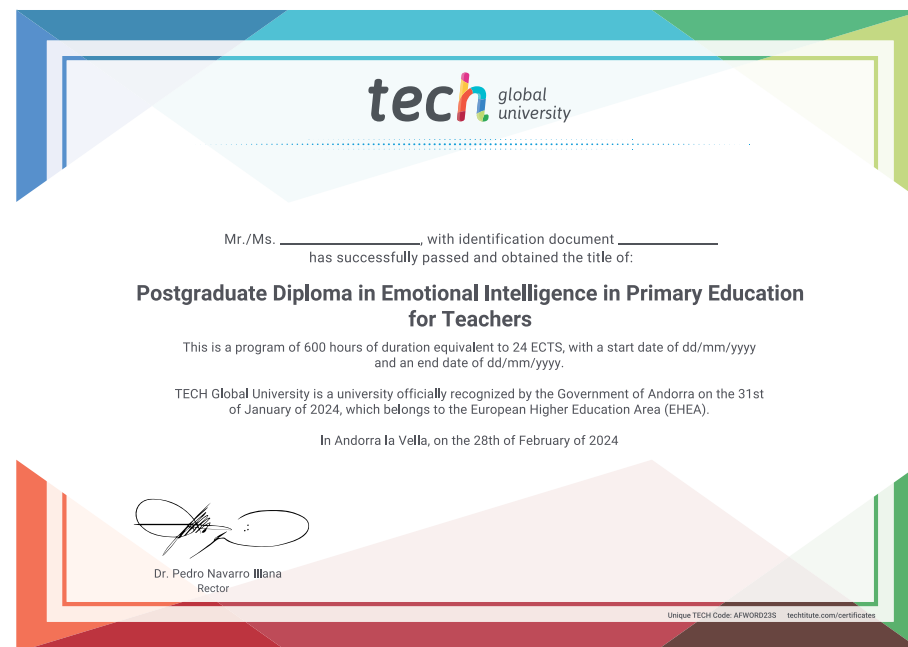 tech global
university
Mr./Ms. ____________, with identification document ____________
has successfully passed and obtained the title of:
Postgraduate Diploma in Emotional Intelligence in Primary Education
for Teachers
This is a program of 600 hours of duration equivalent to 24 ECTS, with a start date of dd/mm/yyyy
and an end date of dd/mm/yyyy.
TECH Global University is a university officially recognized by the Government of Andorra on the 31st
of January of 2024, which belongs to the European Higher Education Area (EHEA).
In Andorra la Vella, on the 28th of February of 2024
Dr. Pedro Navarro Illana
Rector
Unique TECH Code: AFWORD23S techtitute.com/certificates